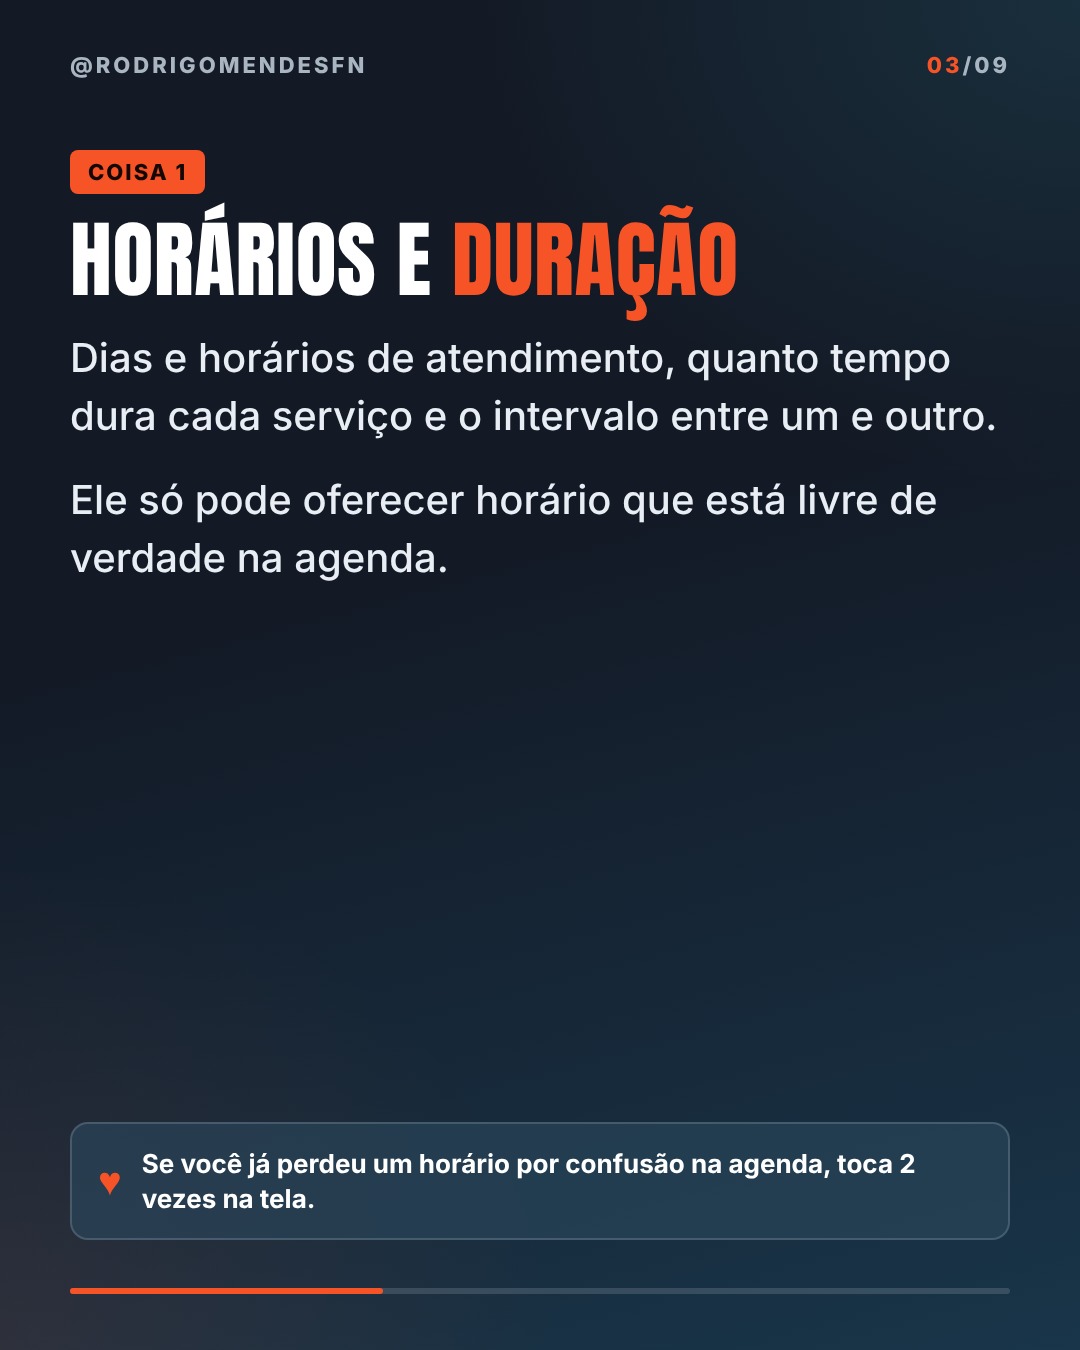 @RODRIGOMENDESFN
03/09
COISA 1
HORÁRIOS E DURAÇÃO
Dias e horários de atendimento, quanto tempo
dura cada serviço e o intervalo entre um e outro.
Ele só pode oferecer horário que está livre de
verdade na agenda.
♥ Se você já perdeu um horário por confusão na agenda, toca 2
vezes na tela.